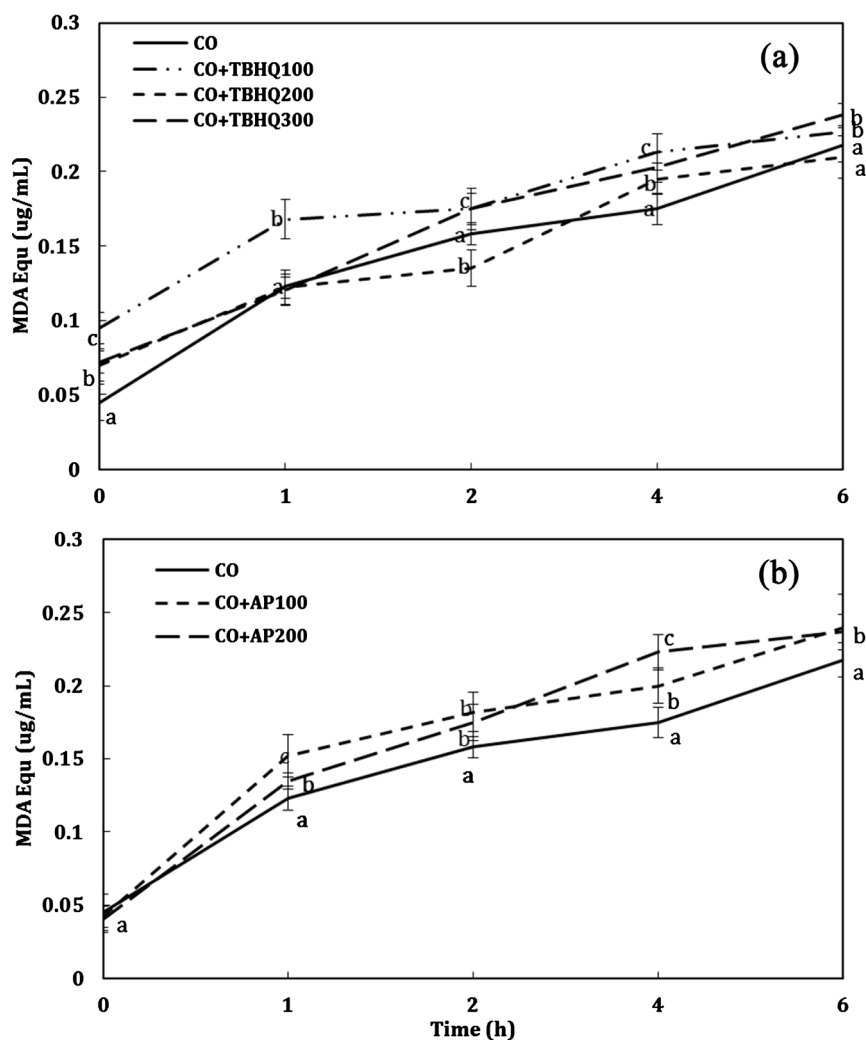 0.3
CO
CO+TBHQ100
CO+TBHQ200
CO+TBHQ300
(a)
0.25
0.2
0.15
0.1
0.05
0
MDA Equ (ug/mL)
c
b
a
b
a
c
a
b
c
b
a
b
b
a
a
0 1 2 4 6
0.3
CO
CO+AP100
CO+AP200
(b)
0.25
0.2
0.15
0.1
0.05
0
MDA Equ (ug/mL)
a
c
b
a
b
b
a
c
b
a
b
a
0 1 2 4 6
Time (h)